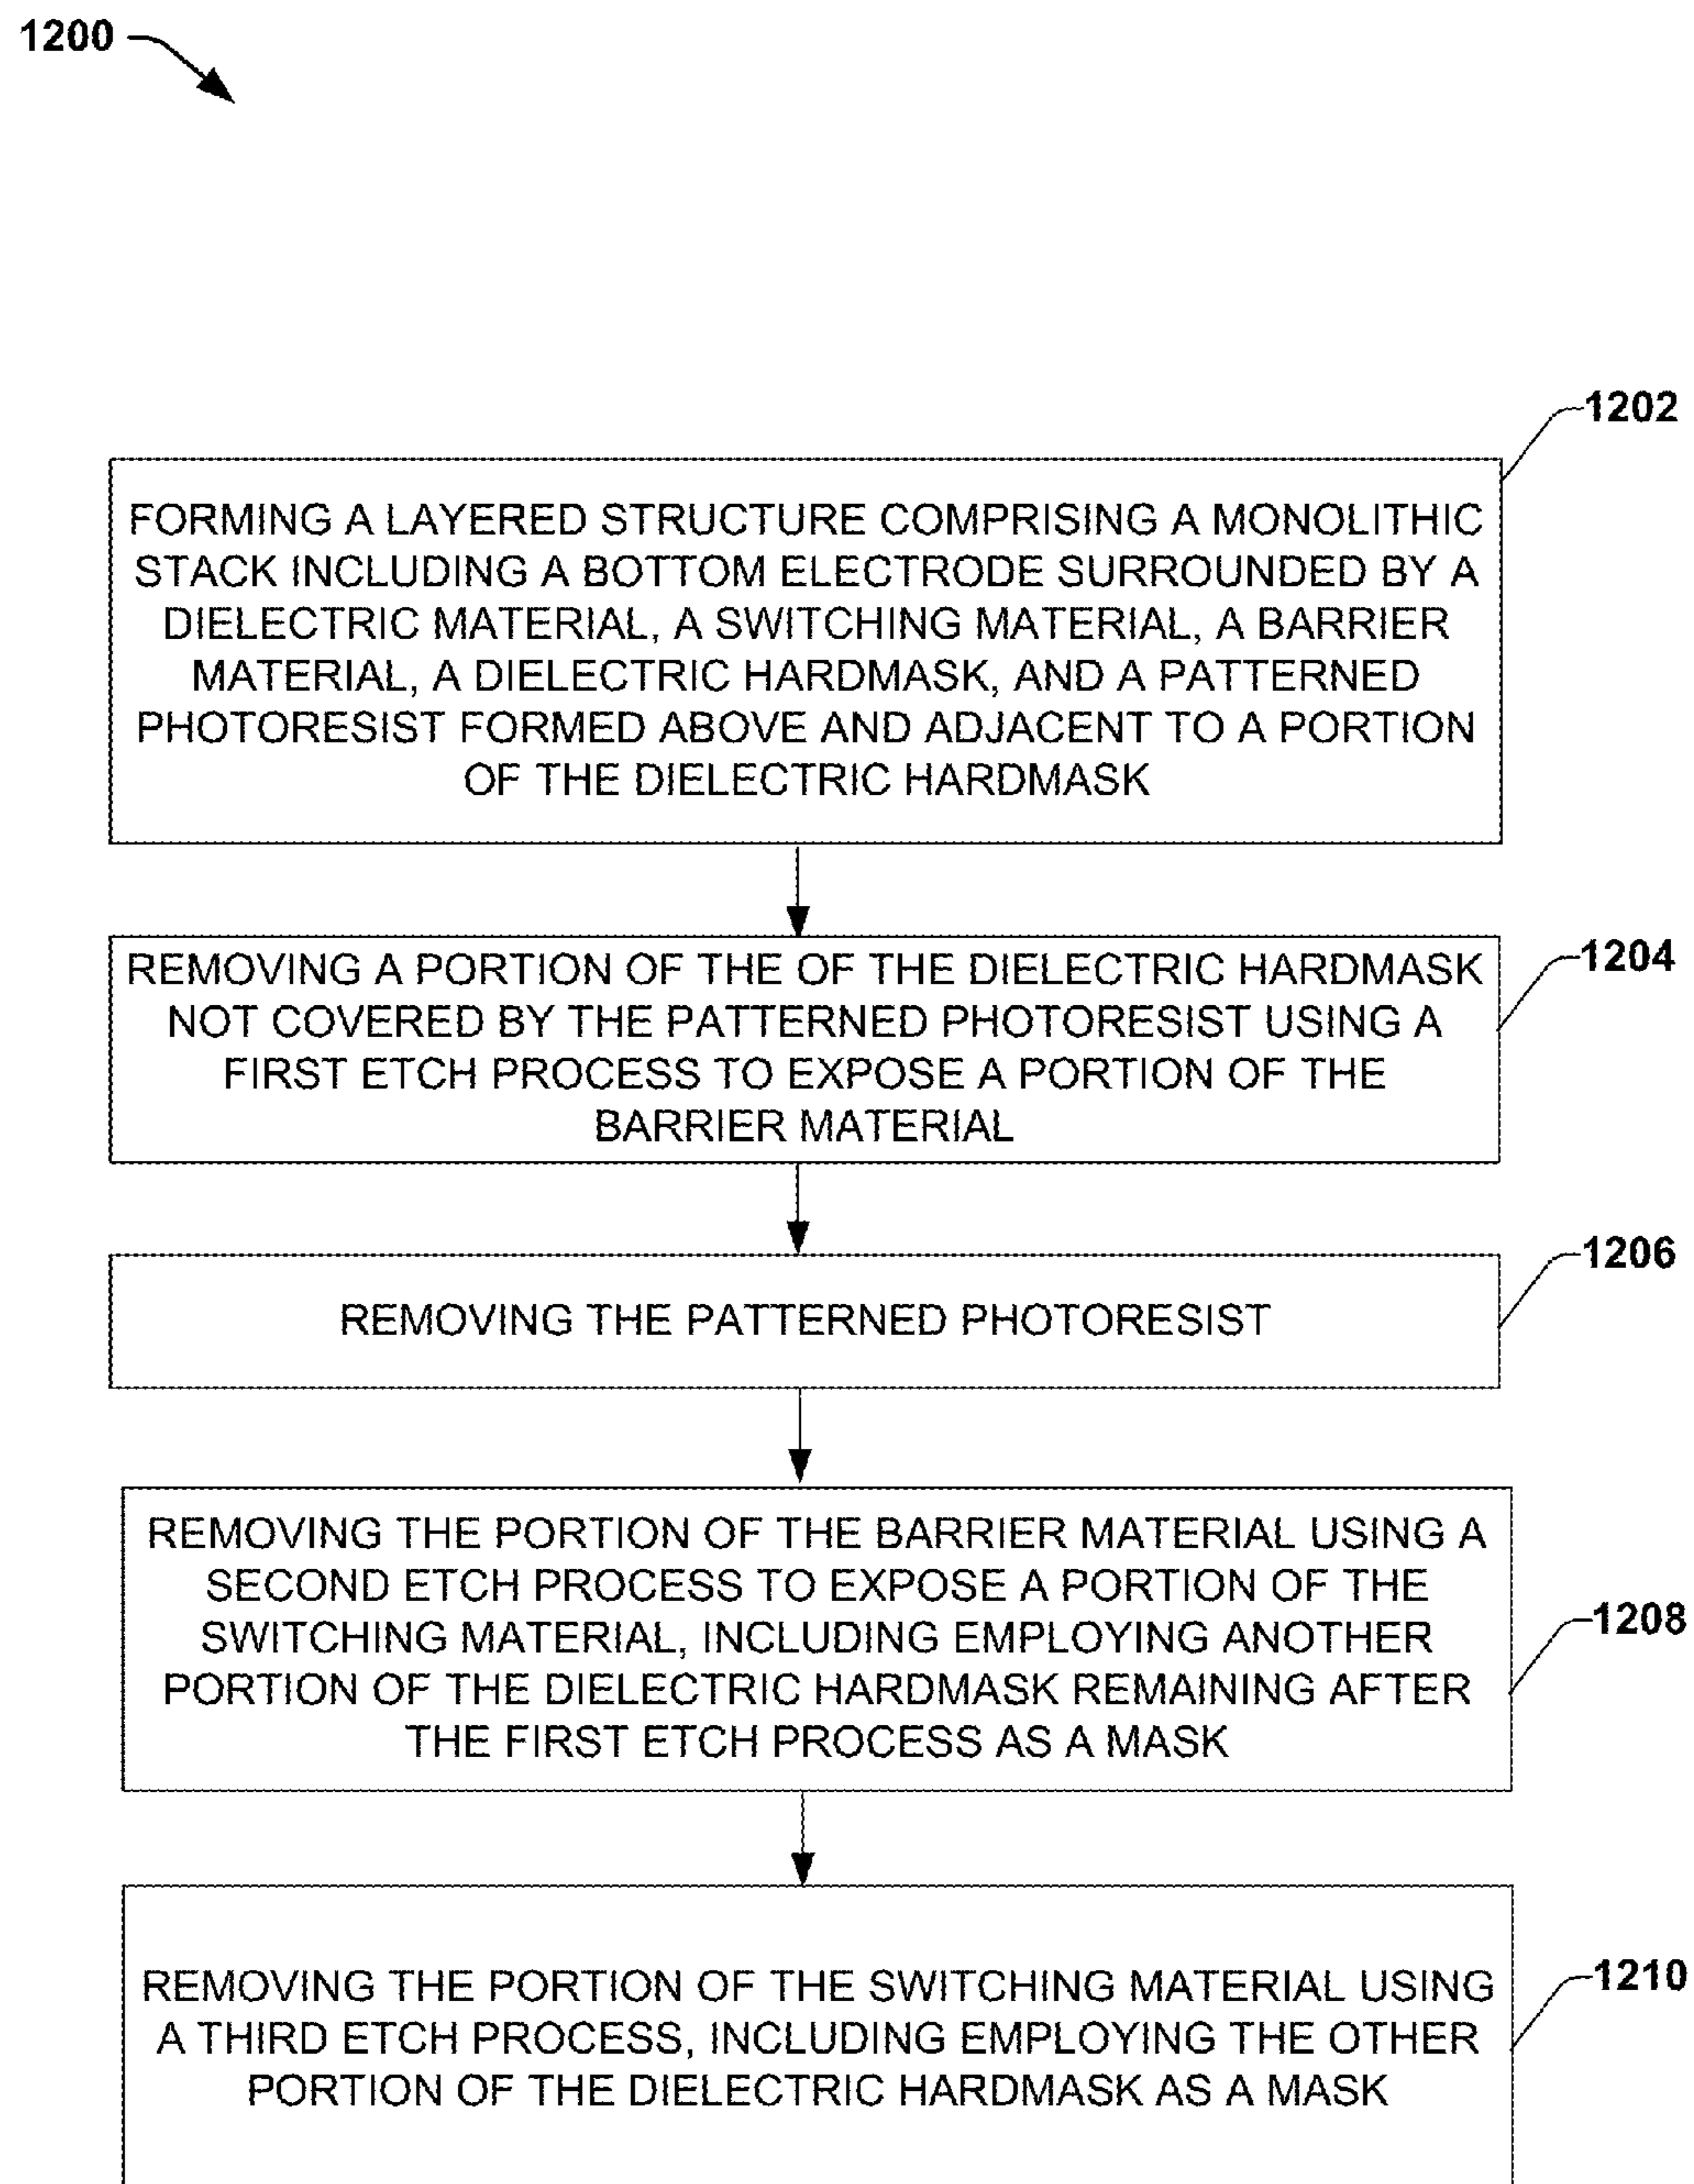 1200
1202
FORMING A LAYERED STRUCTURE COMPRISING A MONOLITHIC
STACK INCLUDING A BOTTOM ELECTRODE SURROUNDED BY A
DIELECTRIC MATERIAL, A SWITCHING MATERIAL, A BARRIER
MATERIAL, A DIELECTRIC HARDMASK, AND A PATTERNED
PHOTORESIST FORMED ABOVE AND ADJACENT TO A PORTION
OF THE DIELECTRIC HARDMASK
1204
REMOVING A PORTION OF THE OF THE DIELECTRIC HARDMASK
NOT COVERED BY THE PATTERNED PHOTORESIST USING A
FIRST ETCH PROCESS TO EXPOSE A PORTION OF THE
BARRIER MATERIAL
1206
REMOVING THE PATTERNED PHOTORESIST
1208
REMOVING THE PORTION OF THE BARRIER MATERIAL USING A
SECOND ETCH PROCESS TO EXPOSE A PORTION OF THE
SWITCHING MATERIAL, INCLUDING EMPLOYING ANOTHER
PORTION OF THE DIELECTRIC HARDMASK REMAINING AFTER
THE FIRST ETCH PROCESS AS A MASK
1210
REMOVING THE PORTION OF THE SWITCHING MATERIAL USING
A THIRD ETCH PROCESS, INCLUDING EMPLOYING THE OTHER
PORTION OF THE DIELECTRIC HARDMASK AS A MASK